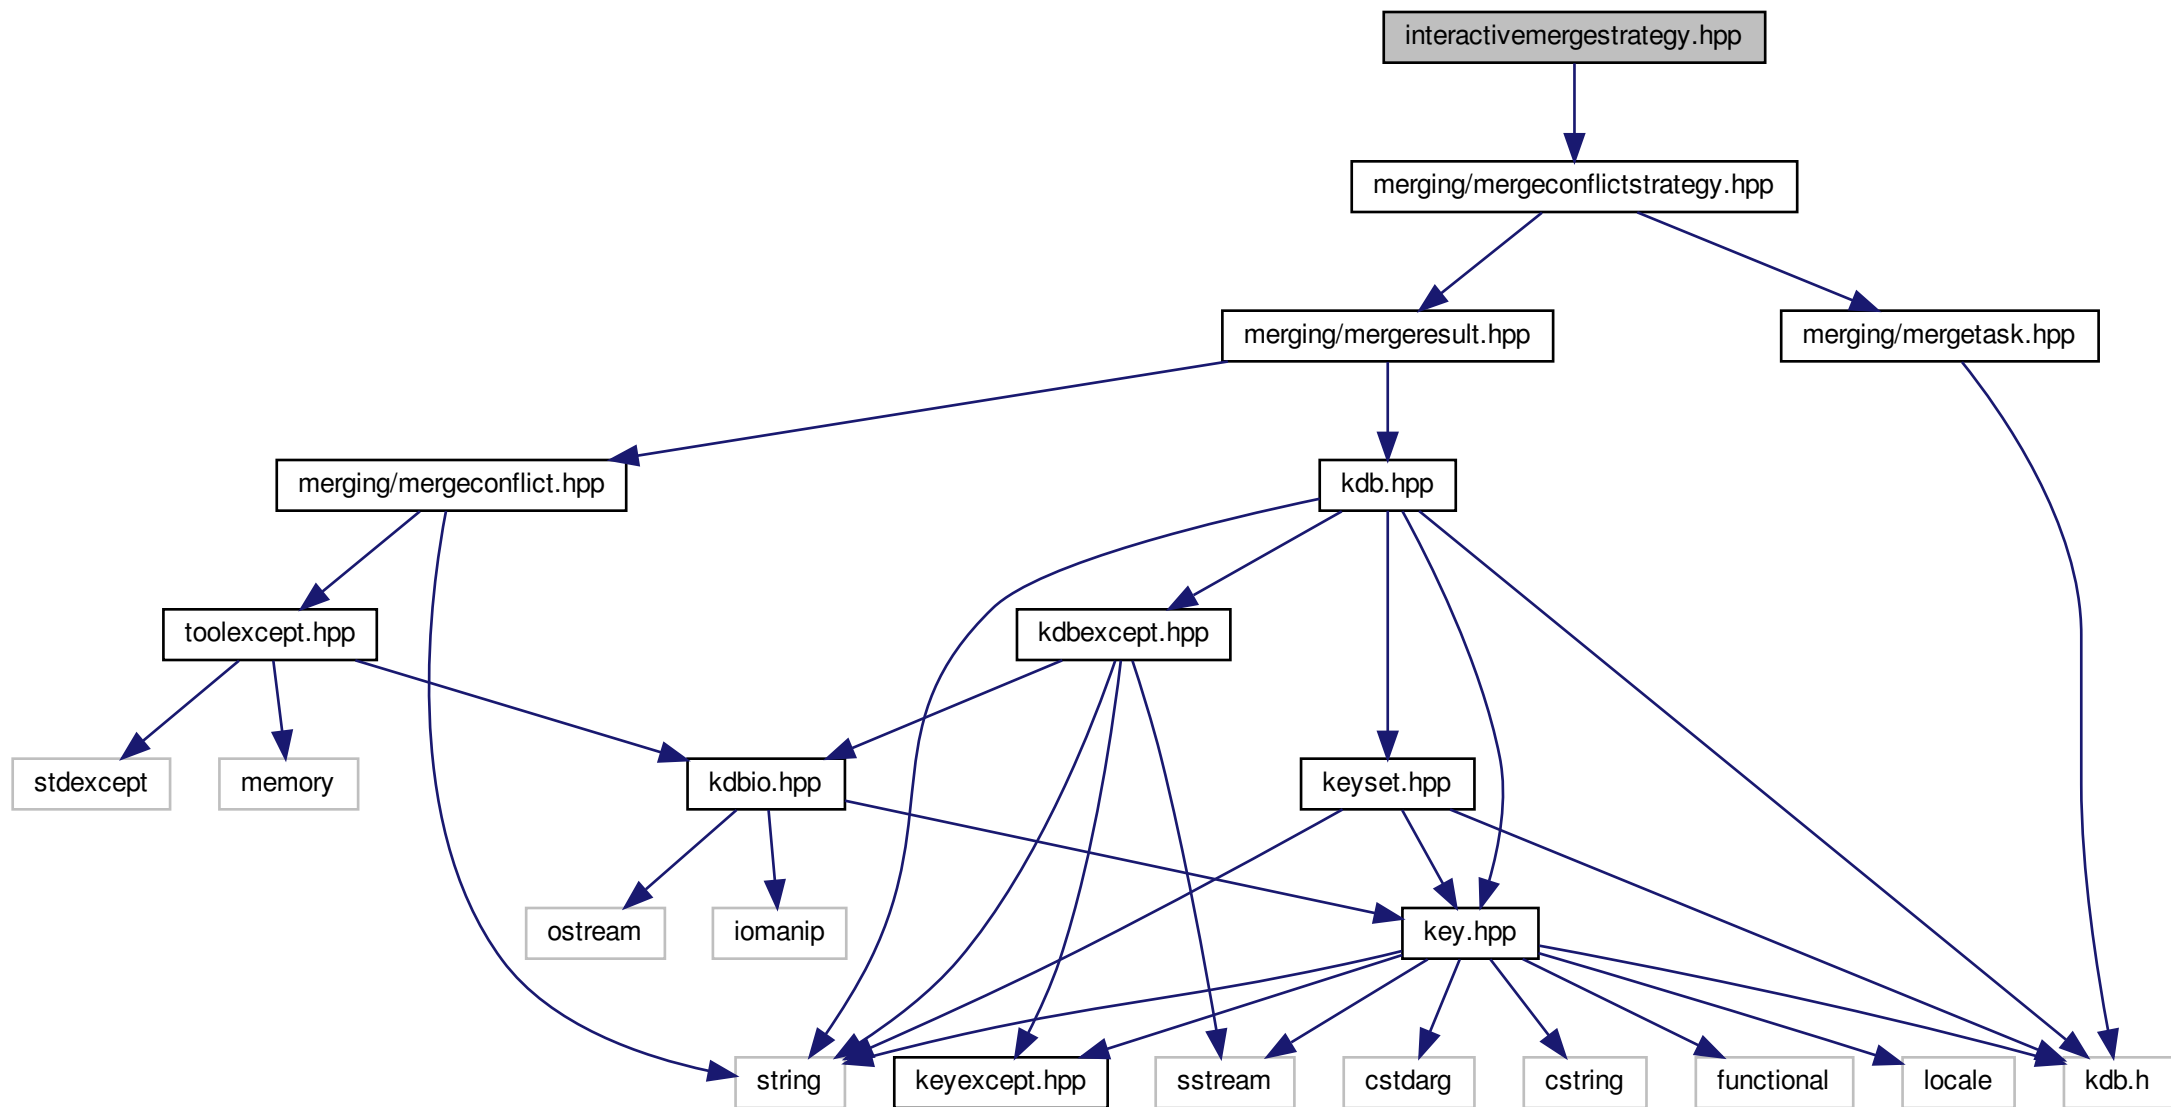 interactivemergestrategy.hpp
merging/mergeconflictstrategy.hpp
merging/mergeresult.hpp
merging/mergetask.hpp
merging/mergeconflict.hpp
kdb.hpp
toolexcept.hpp
kdbexcept.hpp
stdexcept
memory
kdbio.hpp
keyset.hpp
ostream
iomanip
key.hpp
string
keyexcept.hpp
sstream
cstdarg
cstring
functional
locale
kdb.h